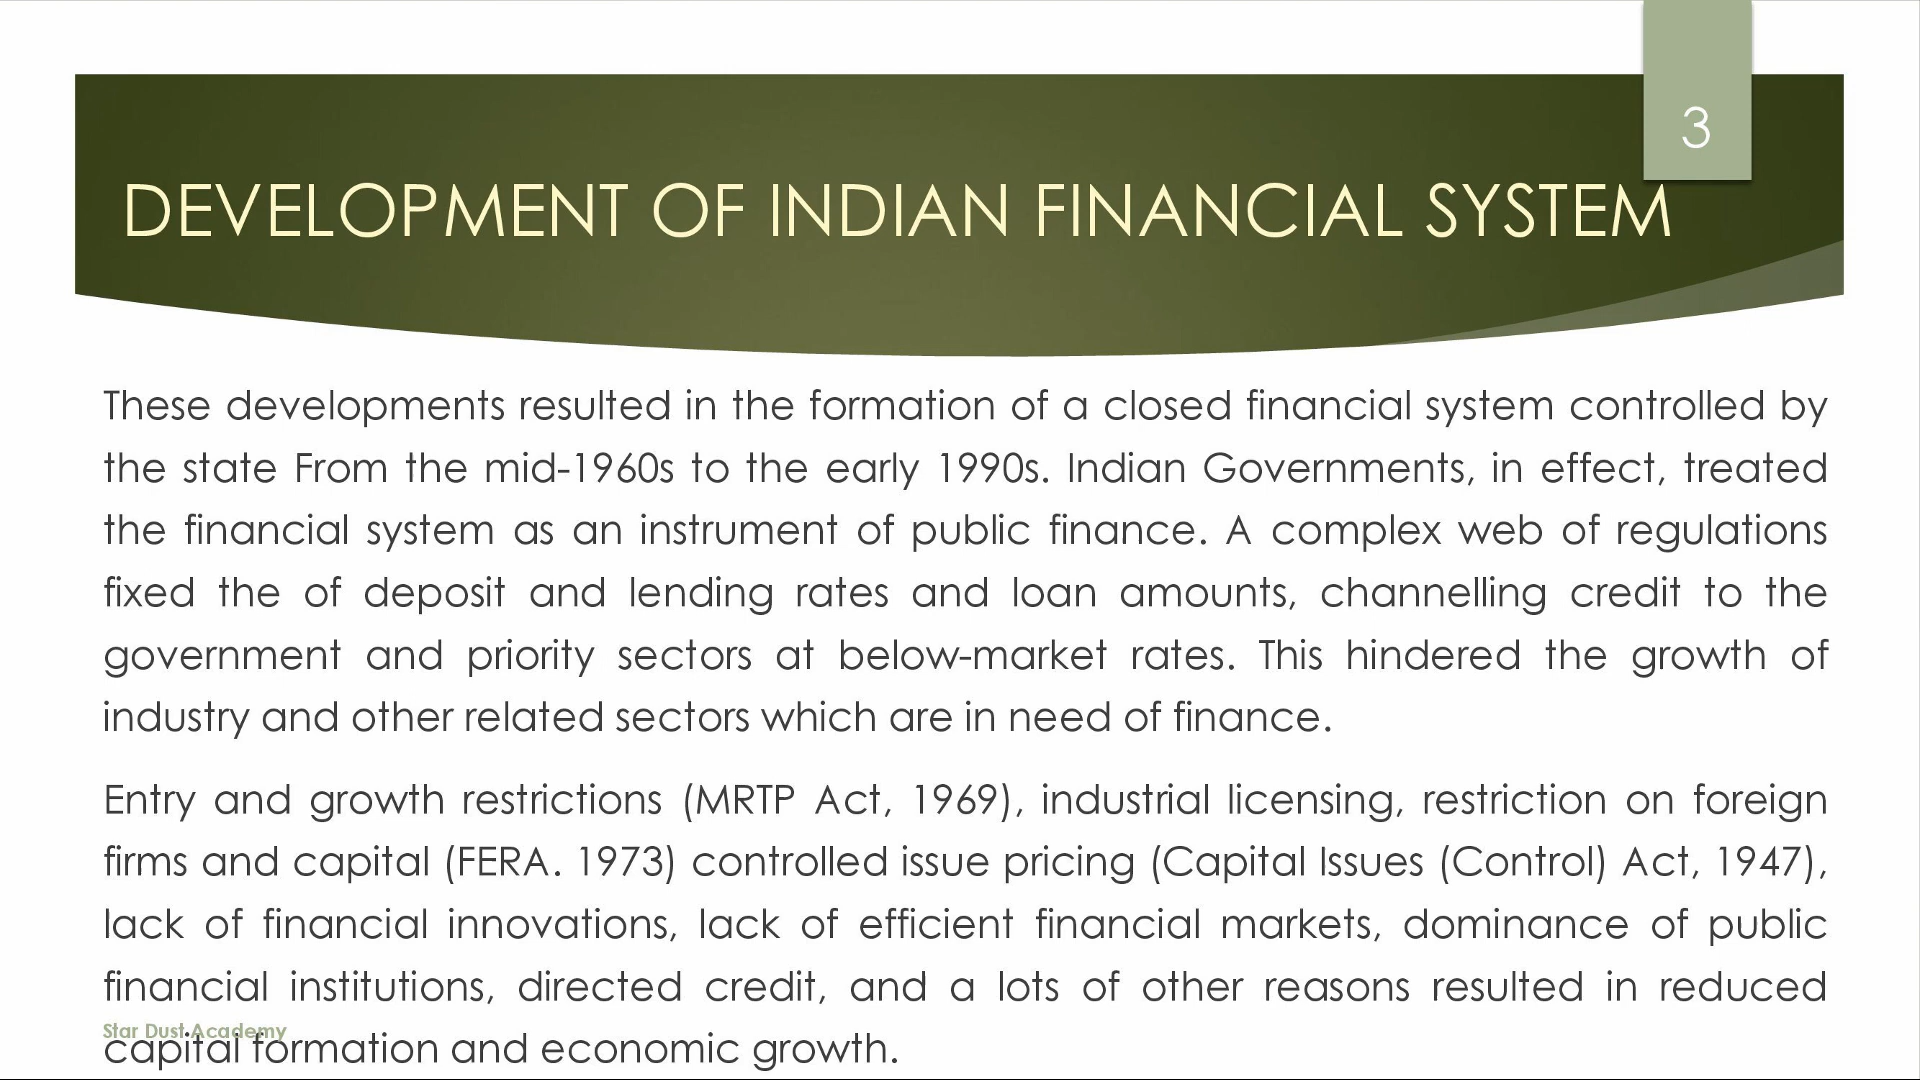 3
DEVELOPMENT OF INDIAN FINANCIAL SYSTEM
These developments resulted in the formation of a closed financial system controlled by
the state From the mid-1960s to the early 1990s. Indian Governments, in effect, treated
the financial system as an instrument of public finance. A complex web of regulations
fixed the of deposit and lending rates and loan amounts, channelling credit to the
government and priority sectors at below-market rates. This hindered the growth of
industry and other related sectors which are in need of finance.
Entry and growth restrictions (MRTP Act, 1969), industrial licensing, restriction on foreign
firms and capital (FERA. 1973) controlled issue pricing (Capital Issues (Control) Act, 1947),
lack of financial innovations, lack of efficient financial markets, dominance of public
financial institutions, directed credit, and a lots of other reasons resulted in reduced
Star Dust Academy
capital formation and economic growth.